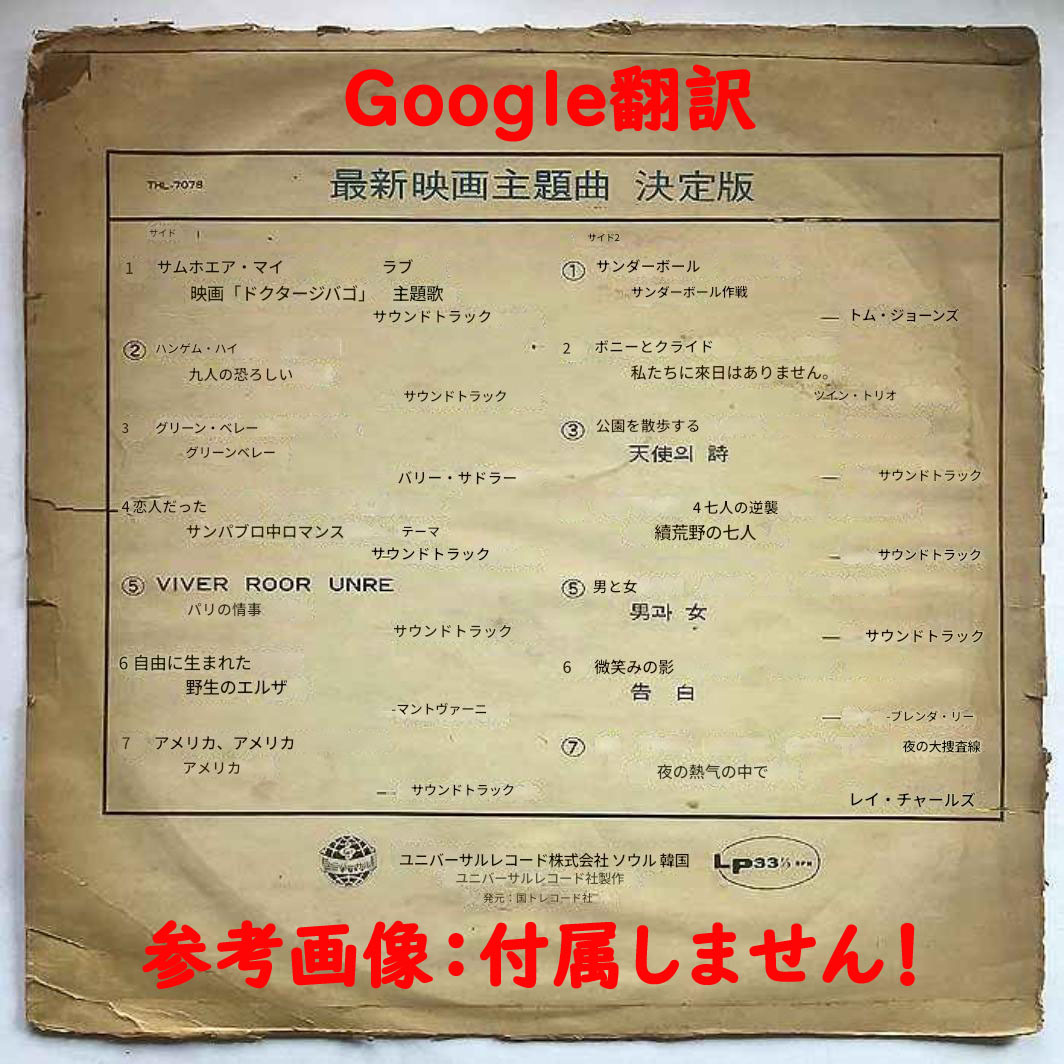 Google翻訳
THL-7078
最新映画主題曲 決定版
サイド 1
1 サムホエア・マイ ラブ
映画「ドクタージバゴ」 主題歌
サウンドトラック
② ハンゲム・ハイ
九人の恐ろしい
サウンドトラック
3 グリーン・ベレー
グリーンベレー
バリー・サドラー
4 恋人だった
サンパブロ中ロマンス テーマ
サウンドトラック
⑤ VIVER ROOR UNRE
パリの情事
サウンドトラック
6 自由に生まれた
野生のエルザ
-マントヴァーニ
7 アメリカ、アメリカ
アメリカ
— サウンドトラック
サイド2
① サンダーボール
サンダーボール作戦
— トム・ジョーンズ
2 ボニーとクライド
私たちに來日はありません。
ツイン・トリオ
③ 公園を散歩する
天使의 詩
— サウンドトラック
4 七人の逆襲
續荒野の七人
— サウンドトラック
⑤ 男と女
男과 女
— サウンドトラック
6 微笑みの影
告 白
— -ブレンダ・リー
⑦ 夜の大捜査線
夜の熱气の中で
レイ・チャールズ
ユニバーサルレコード株式会社 ソウル 韓国
ユニバーサルレコード社製作
発元：国トレコード社
LP 33 1/3 RPM
参考画像：付属しません！